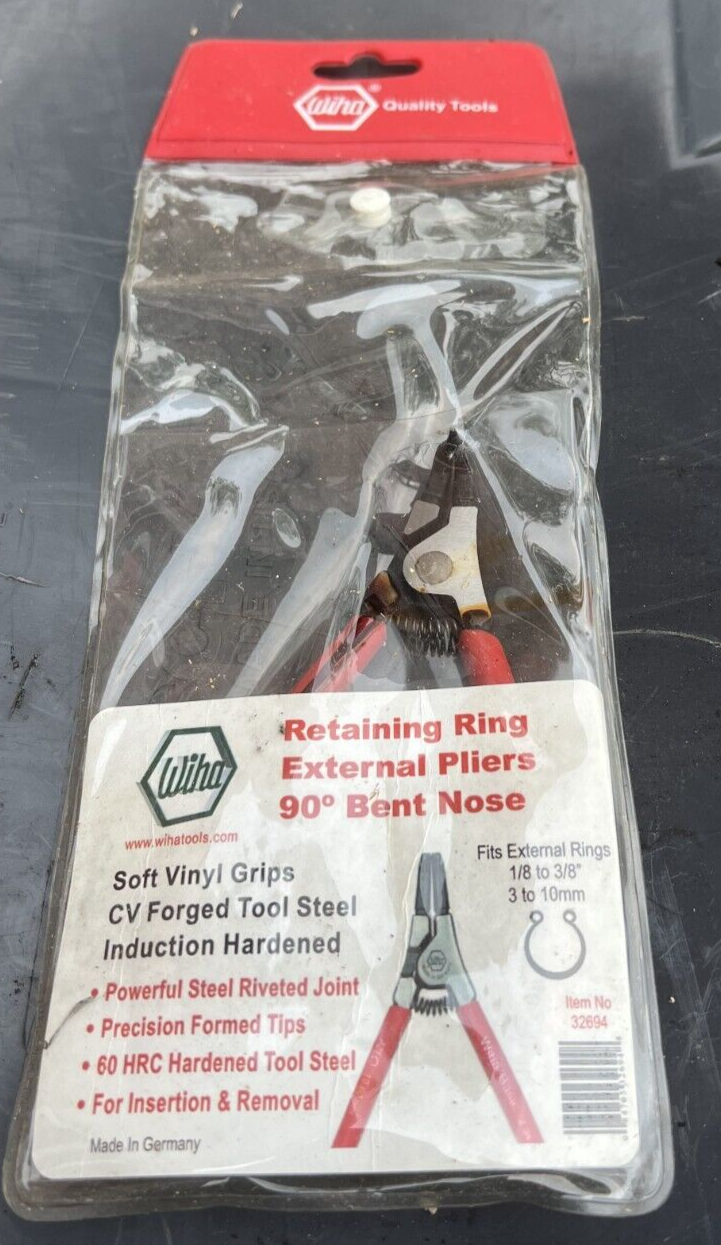 Wiha® Quality Tools
Wiha
Retaining Ring
External Pliers
90º Bent Nose
www.wihatools.com
Soft Vinyl Grips
CV Forged Tool Steel
Induction Hardened
Fits External Rings
1/8 to 3/8"
3 to 10mm
• Powerful Steel Riveted Joint
• Precision Formed Tips
• 60 HRC Hardened Tool Steel
• For Insertion & Removal
Item No
32694
Made In Germany